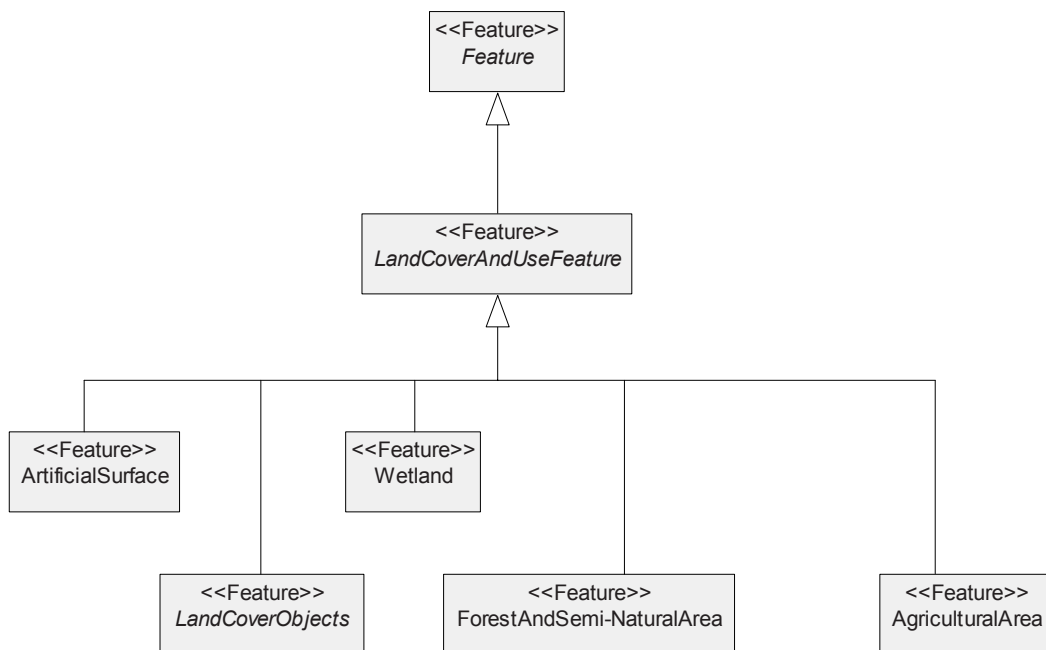 <<Feature>>
Feature
<<Feature>>
LandCoverAndUseFeature
<<Feature>>
ArtificialSurface
<<Feature>>
Wetland
<<Feature>>
LandCoverObjects
<<Feature>>
ForestAndSemi-NaturalArea
<<Feature>>
AgriculturalArea